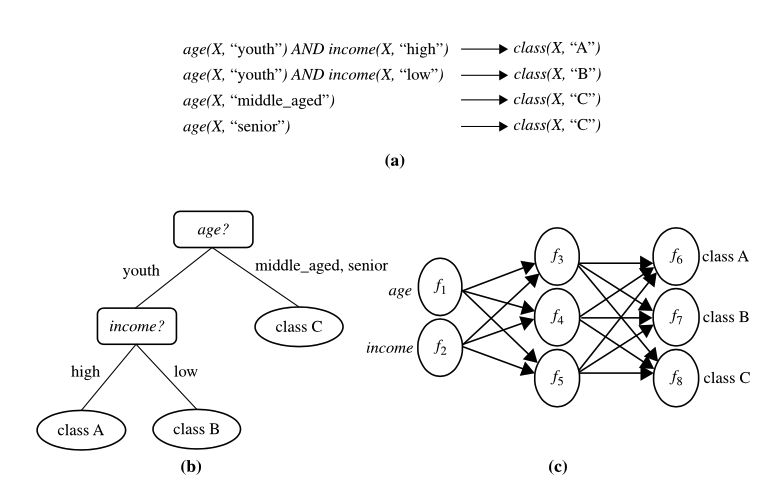 age(X, “youth”) AND income(X, “high”) class(X, “A”)
age(X, “youth”) AND income(X, “low”) class(X, “B”)
age(X, “middle_aged”) class(X, “C”)
age(X, “senior”) class(X, “C”)
(a)
age?
youth
middle_aged, senior
income?
class C
high
low
class A
class B
(b)
age
income
f1
f2
f3
f4
f5
f6
class A
f7
class B
f8
class C
(c)